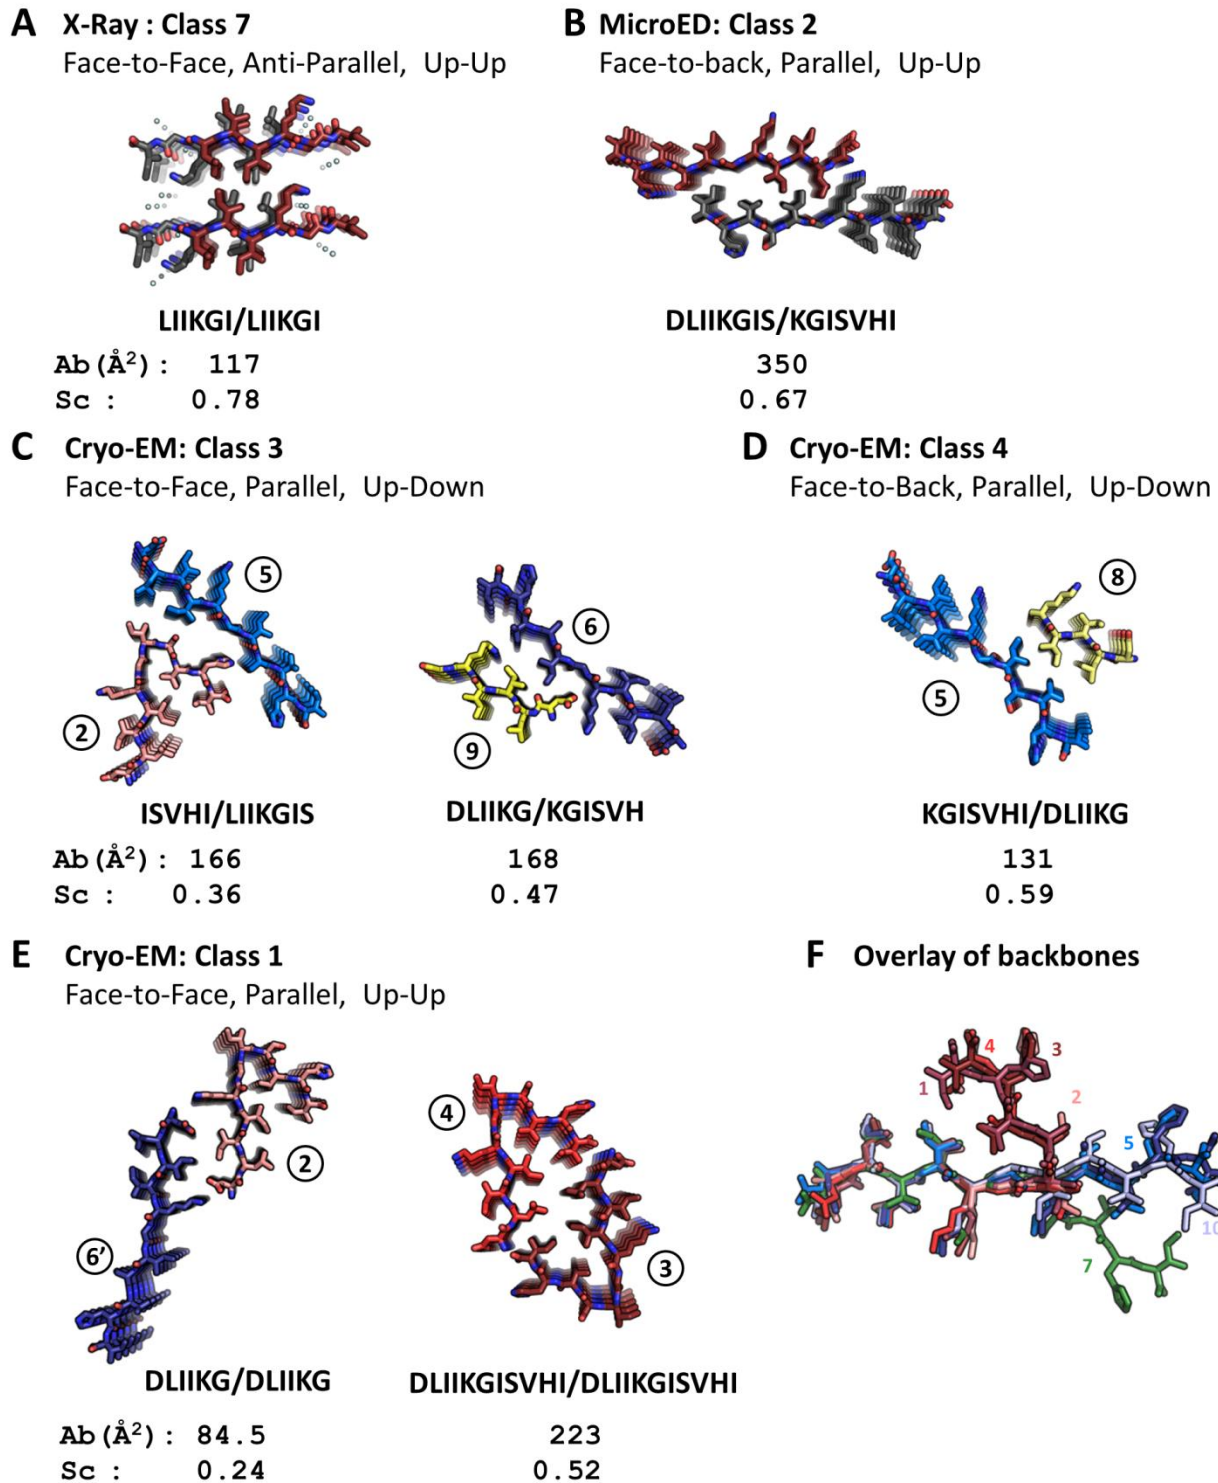 A X-Ray : Class 7
Face-to-Face, Anti-Parallel, Up-Up
B MicroED: Class 2
Face-to-back, Parallel, Up-Up
LIIKGI/LIIKGI
Ab(Å²): 117
Sc : 0.78
DLIIKGIS/KGISVHI
350
0.67
C Cryo-EM: Class 3
Face-to-Face, Parallel, Up-Down
D Cryo-EM: Class 4
Face-to-Back, Parallel, Up-Down
5
2
6
9
8
5
ISVHI/LIIKGIS
Ab(Å²): 166
Sc : 0.36
DLIIKG/KGISVH
168
0.47
KGISVHI/DLIIKG
131
0.59
E Cryo-EM: Class 1
Face-to-Face, Parallel, Up-Up
F Overlay of backbones
2
6’
4
3
4
3
1
2
5
10
7
DLIIKG/DLIIKG
Ab(Å²): 84.5
Sc : 0.24
DLIIKGISVHI/DLIIKGISVHI
223
0.52